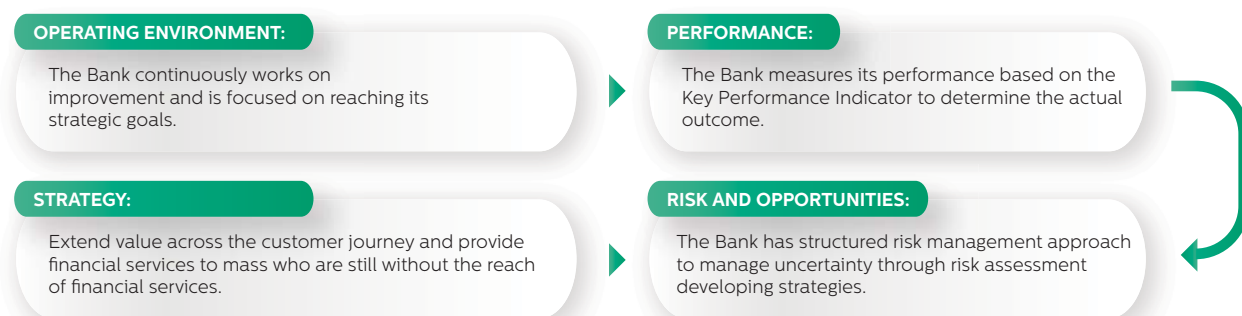 OPERATING ENVIRONMENT:
The Bank continuously works on
improvement and is focused on reaching its
strategic goals.
PERFORMANCE:
The Bank measures its performance based on the
Key Performance Indicator to determine the actual
outcome.
STRATEGY:
Extend value across the customer journey and provide
financial services to mass who are still without the reach
of financial services.
RISK AND OPPORTUNITIES:
The Bank has structured risk management approach
to manage uncertainty through risk assessment
developing strategies.